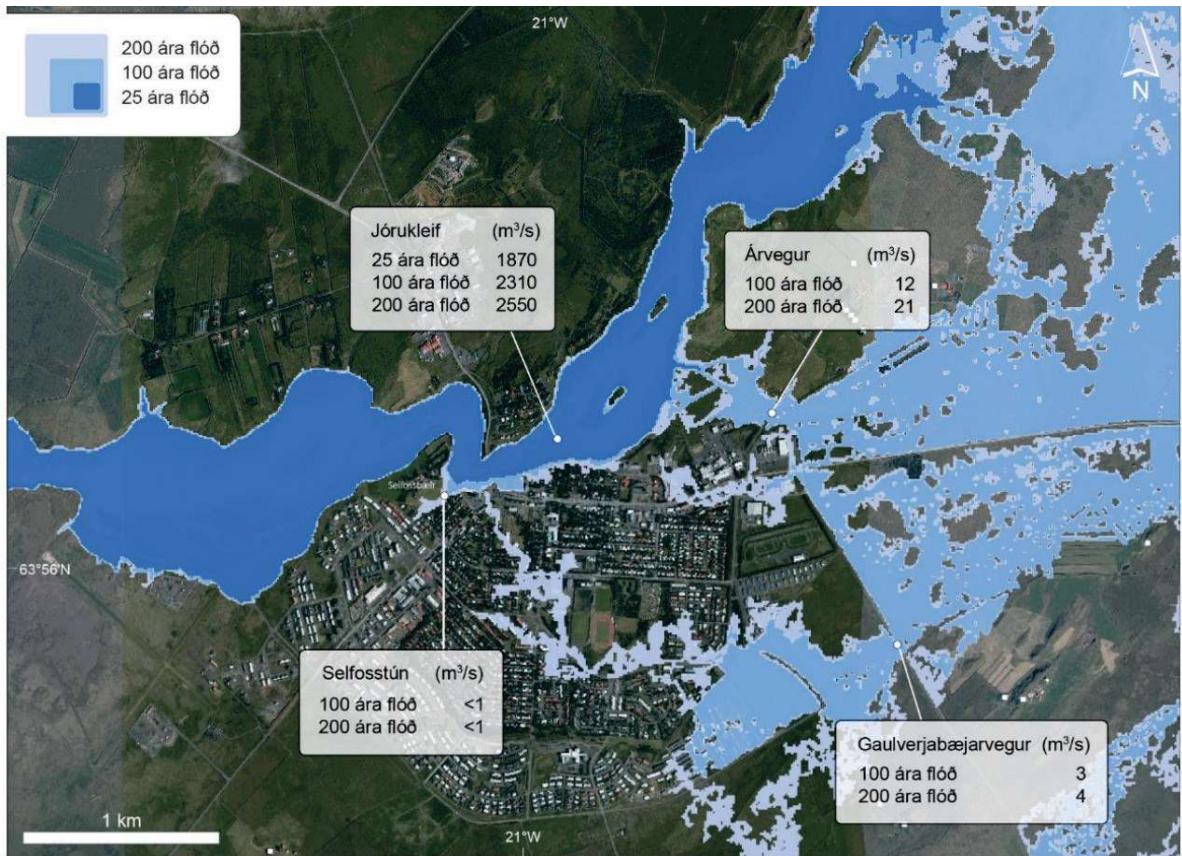 200 ára flóð
100 ára flóð
25 ára flóð
21°W
N
Jórukleif (m³/s)
25 ára flóð 1870
100 ára flóð 2310
200 ára flóð 2550
Árvegur (m³/s)
100 ára flóð 12
200 ára flóð 21
Selfossbær
63°56'N
Selfosstún (m³/s)
100 ára flóð <1
200 ára flóð <1
Gaulverjabæjarvegur (m³/s)
100 ára flóð 3
200 ára flóð 4
1 km
21°W